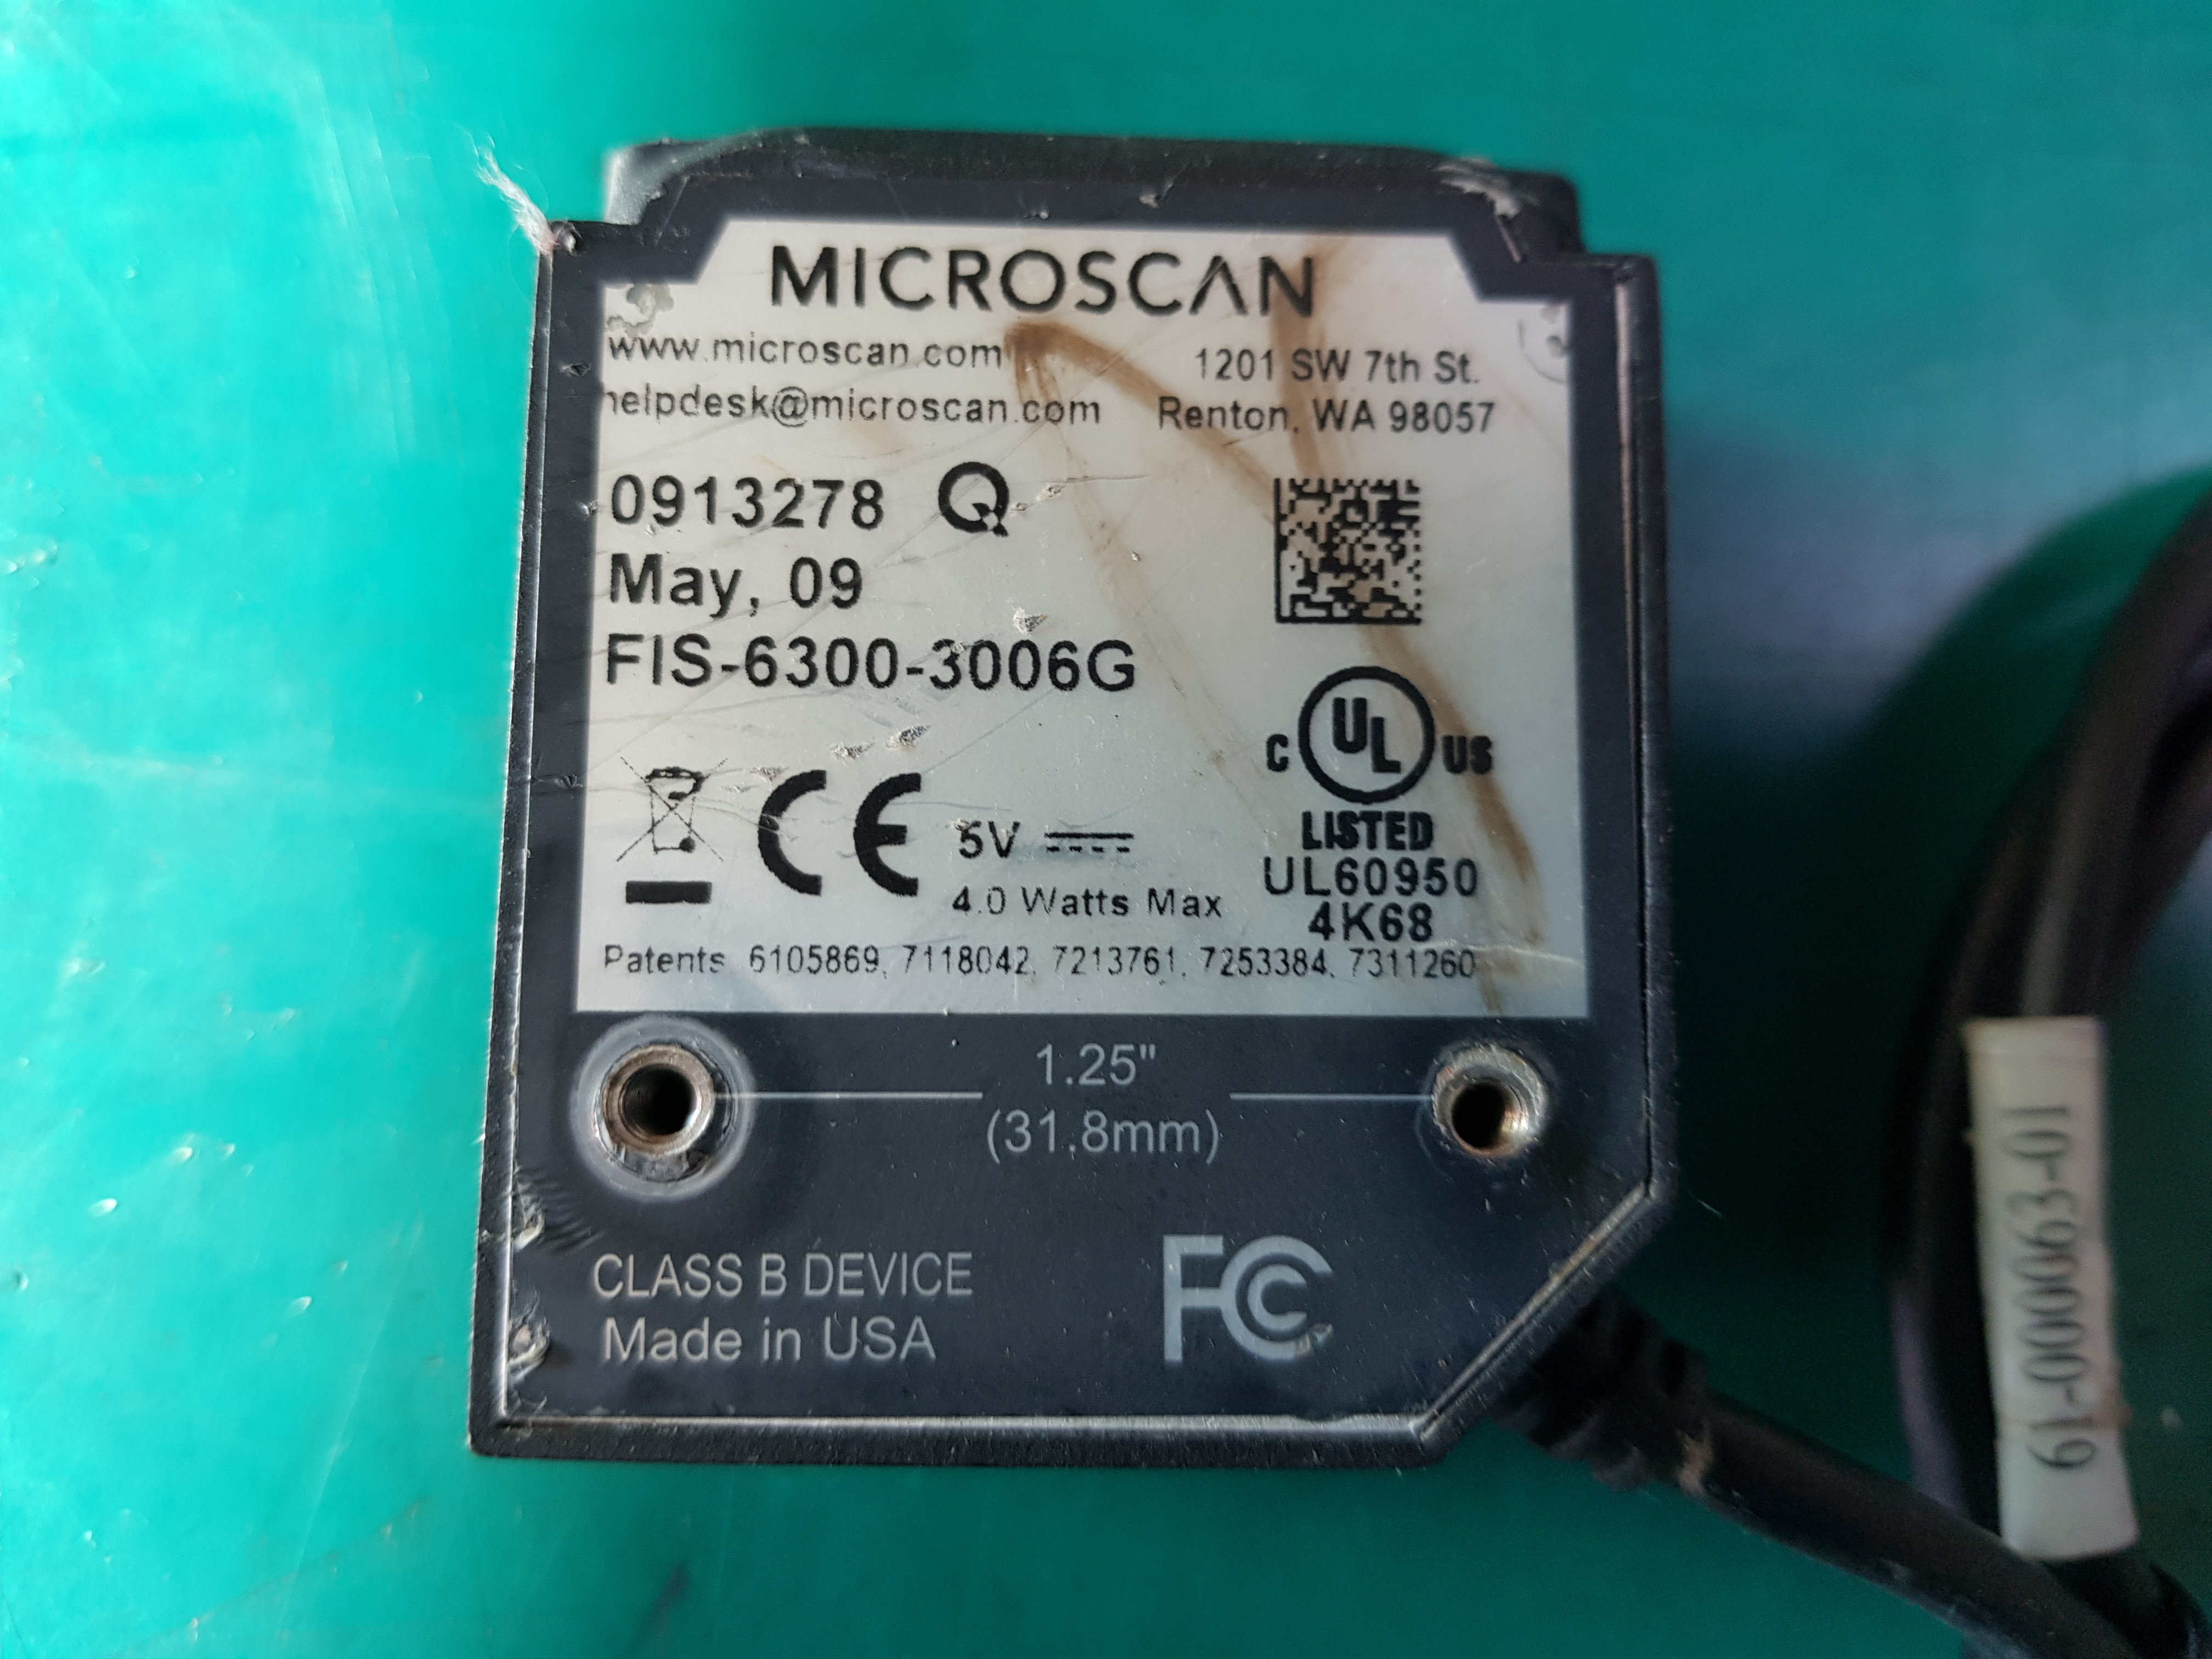 MICROSCAN
www.microscan.com
helpdesk@microscan.com
1201 SW 7th St.
Renton, WA 98057
0913278 Q
May, 09
FIS-6300-3006G
C UL US
LISTED
UL60950
4K68
CE 5V
4.0 Watts Max
Patents 6105869, 7118042, 7213761, 7253384, 7311260
1.25"
(31.8mm)
CLASS B DEVICE
Made in USA
FC
61-000063-01